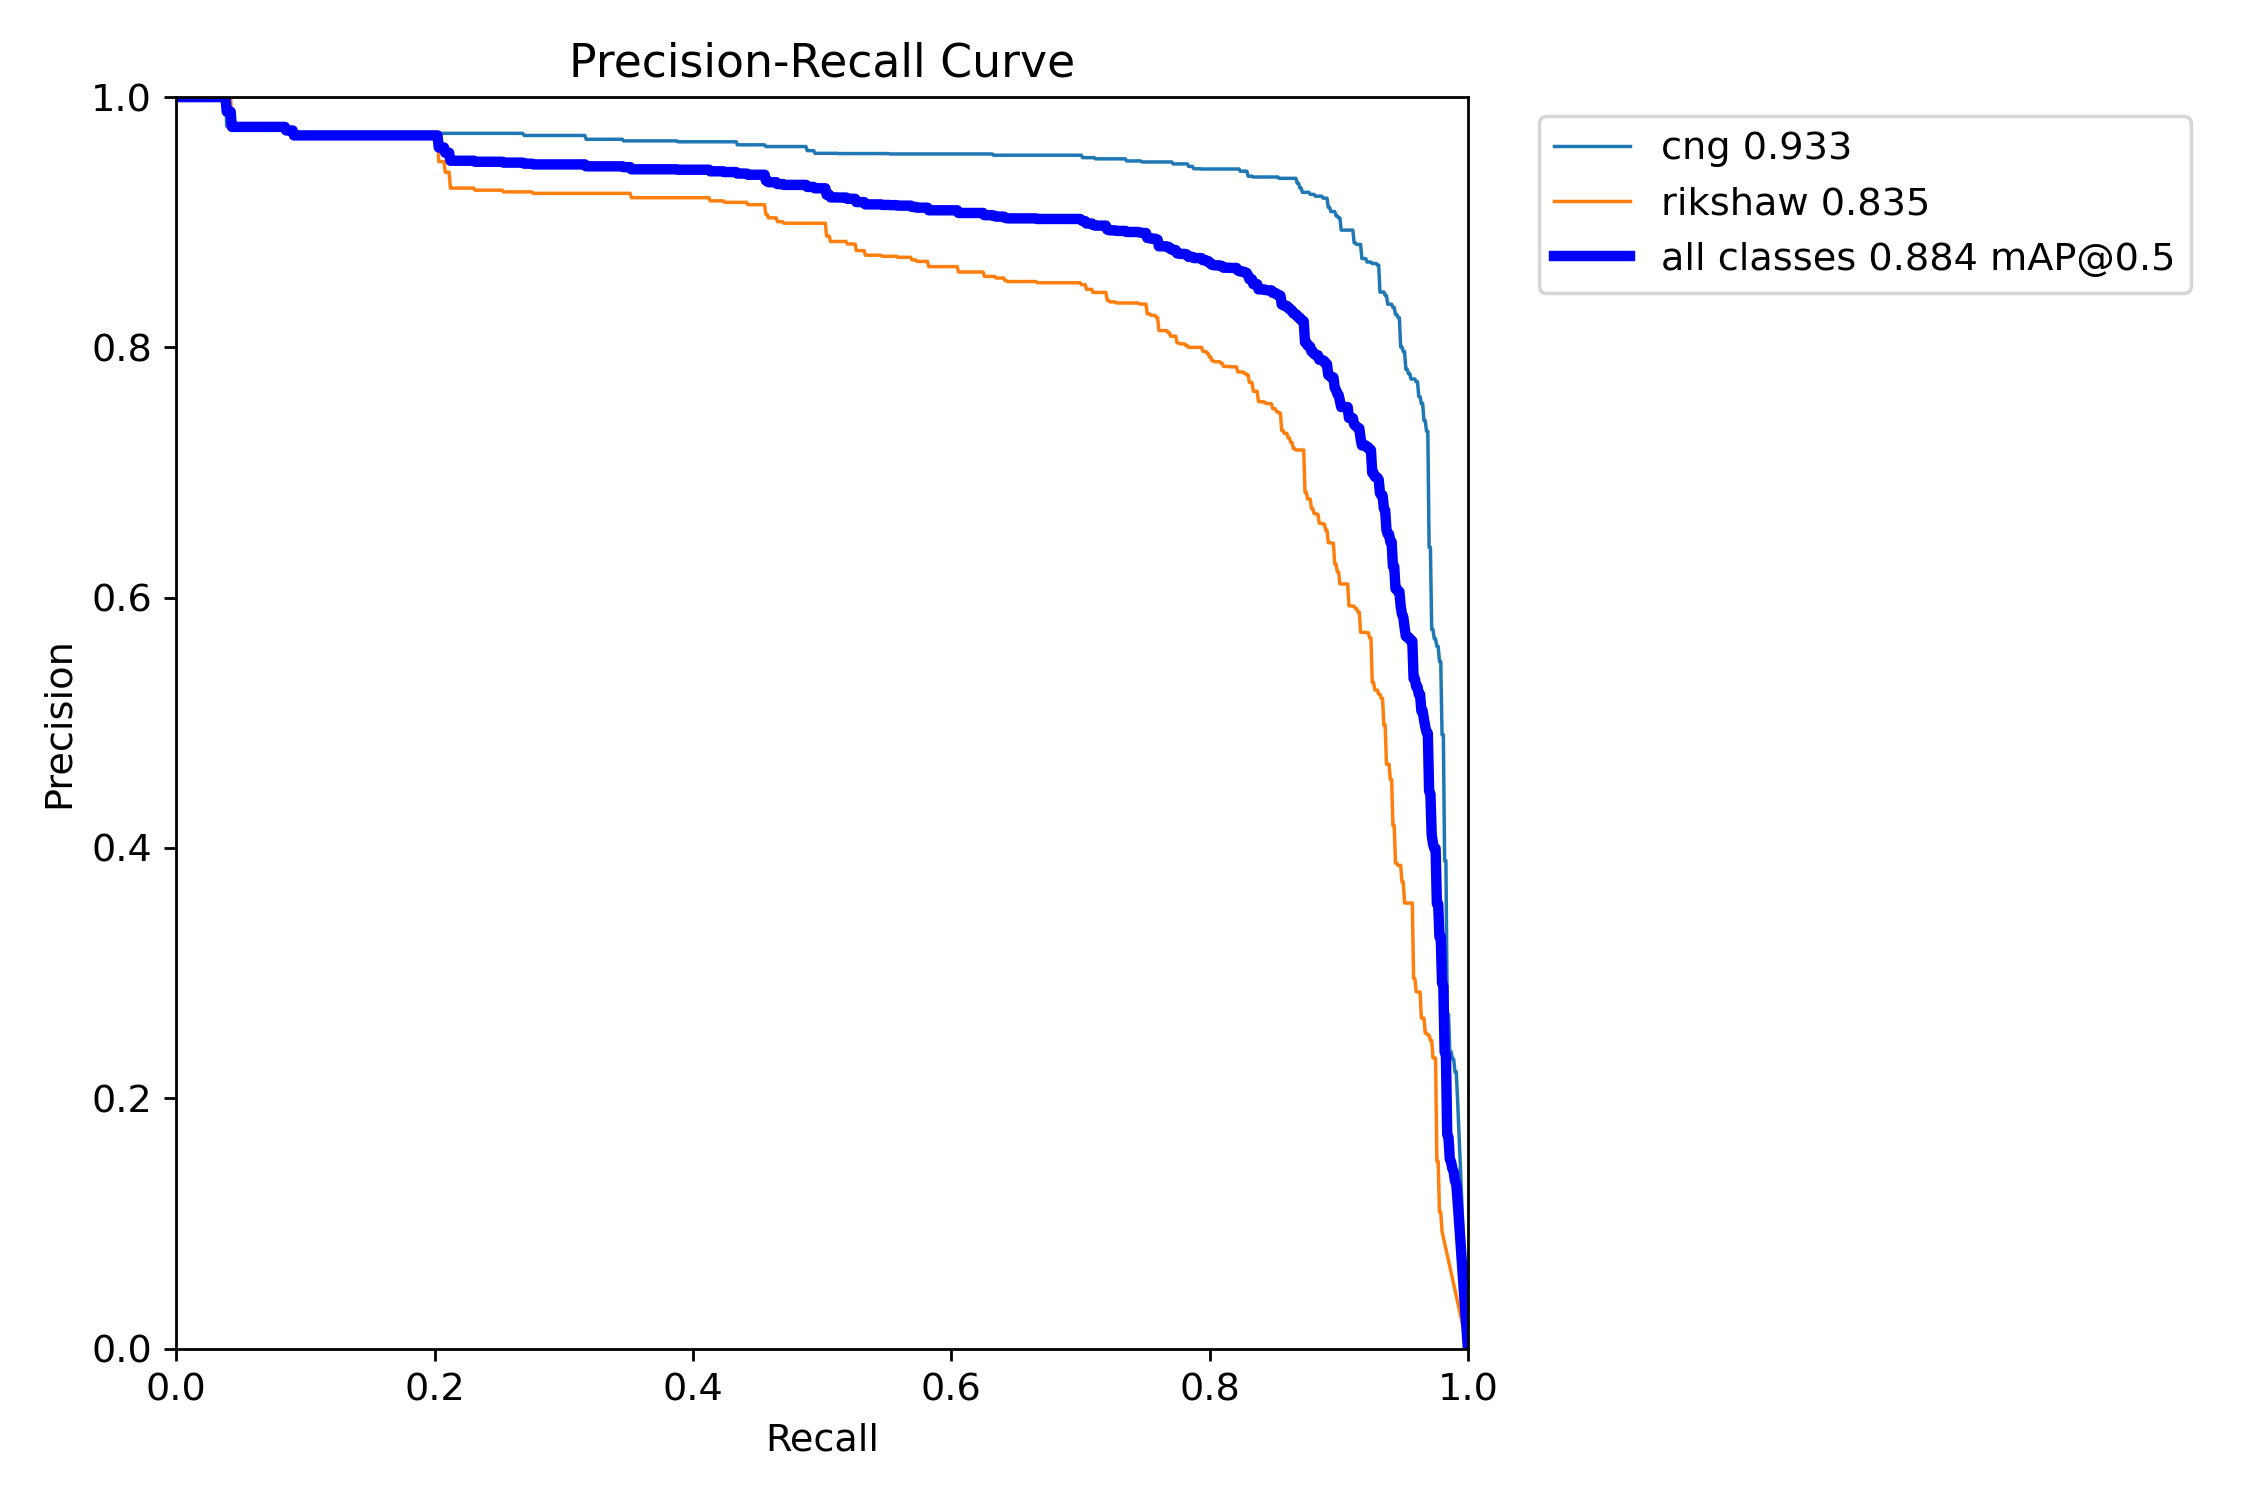 Precision-Recall Curve
1.0
0.8
0.6
0.4
0.2
0.0
Precision
0.0 0.2 0.4 0.6 0.8 1.0
Recall
cng 0.933
rikshaw 0.835
all classes 0.884 mAP@0.5